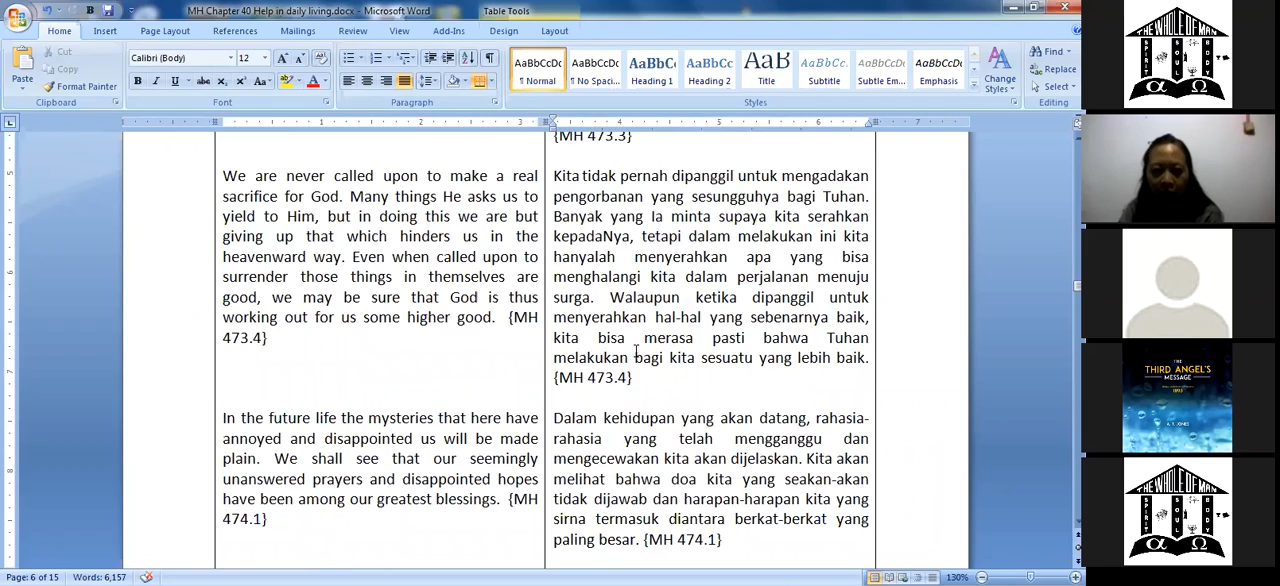 MH Chapter 40 Help in daily living.docx - Microsoft Word
Table Tools
Home Insert Page Layout References Mailings Review View Add-Ins Design Layout
Paste
Cut
Copy
Format Painter
Clipboard
Calibri (Body) 12
Font
Paragraph
AaBbCcDc AaBbCcDc AaBbCc AaBbCc AaB AaBbCc. AaBbCcDc AaBbCcDc
¶ Normal ¶ No Spaci... Heading 1 Heading 2 Title Subtitle Subtle Em... Emphasis
Change Styles
Styles
Find
Replace
Select
Editing
{MH 473.3}
We are never called upon to make a real
sacrifice for God. Many things He asks us to
yield to Him, but in doing this we are but
giving up that which hinders us in the
heavenward way. Even when called upon to
surrender those things in themselves are
good, we may be sure that God is thus
working out for us some higher good. {MH
473.4}
Kita tidak pernah dipanggil untuk mengadakan
pengorbanan yang sesungguhya bagi Tuhan.
Banyak yang Ia minta supaya kita serahkan
kepadaNya, tetapi dalam melakukan ini kita
hanyalah menyerahkan apa yang bisa
menghalangi kita dalam perjalanan menuju
surga. Walaupun ketika dipanggil untuk
menyerahkan hal-hal yang sebenarnya baik,
kita bisa merasa pasti bahwa Tuhan
melakukan bagi kita sesuatu yang lebih baik.
{MH 473.4}
In the future life the mysteries that here have
annoyed and disappointed us will be made
plain. We shall see that our seemingly
unanswered prayers and disappointed hopes
have been among our greatest blessings. {MH
474.1}
Dalam kehidupan yang akan datang, rahasia-
rahasia yang telah mengganggu dan
mengecewakan kita akan dijelaskan. Kita akan
melihat bahwa doa kita yang seakan-akan
tidak dijawab dan harapan-harapan kita yang
sirna termasuk diantara berkat-berkat yang
paling besar. {MH 474.1}
Page: 6 of 15 Words: 6,157
130%
THE WHOLE OF MAN
SPIRIT SOUL BODY
α Ω
THE
THIRD ANGEL'S
MESSAGE
1893
A. T. JONES
THE WHOLE OF MAN
SPIRIT SOUL BODY
α Ω